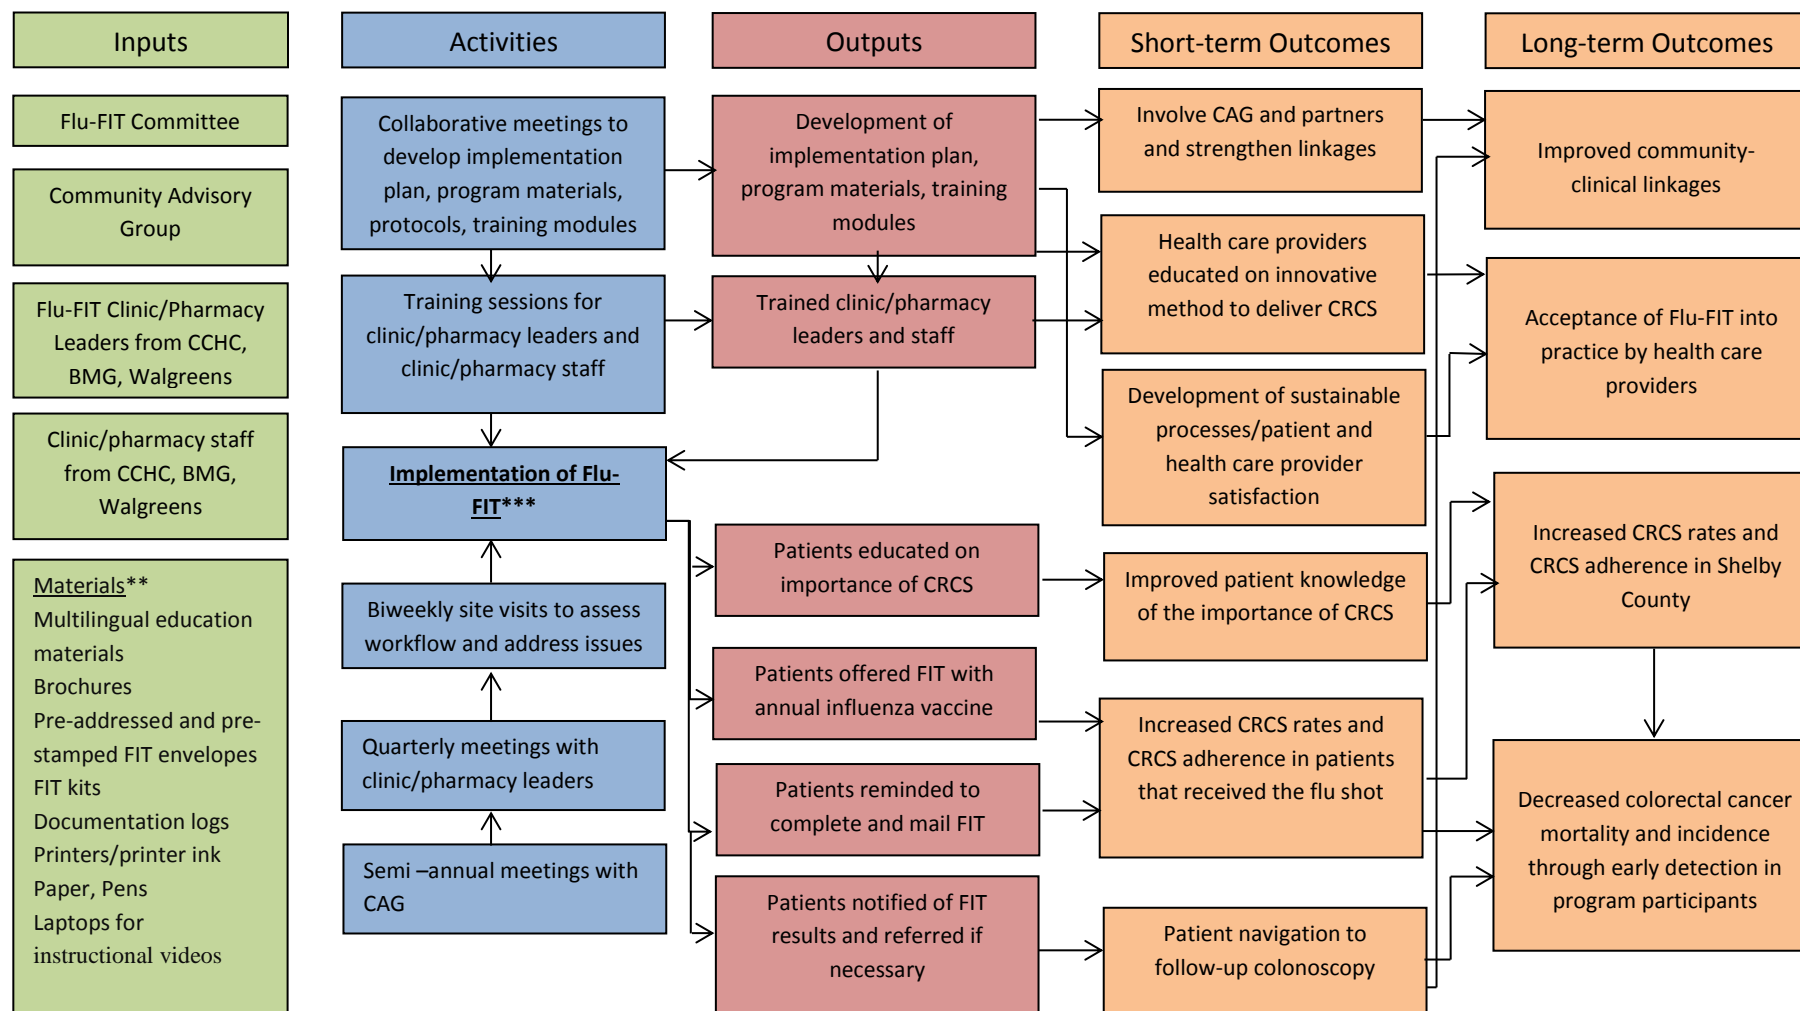 Inputs
Activities
Outputs
Short-term Outcomes
Long-term Outcomes
Flu-FIT Committee
Community Advisory
Group
Flu-FIT Clinic/Pharmacy
Leaders from CCHC,
BMG, Walgreens
Clinic/pharmacy staff
from CCHC, BMG,
Walgreens
Materials**
Multilingual education
materials
Brochures
Pre-addressed and pre-
stamped FIT envelopes
FIT kits
Documentation logs
Printers/printer ink
Paper, Pens
Laptops for
instructional videos
Collaborative meetings to
develop implementation
plan, program materials,
protocols, training modules
Training sessions for
clinic/pharmacy leaders and
clinic/pharmacy staff
Implementation of Flu-
FIT***
Biweekly site visits to assess
workflow and address issues
Quarterly meetings with
clinic/pharmacy leaders
Semi –annual meetings with
CAG
Development of
implementation plan,
program materials, training
modules
Trained clinic/pharmacy
leaders and staff
Patients educated on
importance of CRCS
Patients offered FIT with
annual influenza vaccine
Patients reminded to
complete and mail FIT
Patients notified of FIT
results and referred if
necessary
Involve CAG and partners
and strengthen linkages
Health care providers
educated on innovative
method to deliver CRCS
Development of sustainable
processes/patient and
health care provider
satisfaction
Improved patient knowledge
of the importance of CRCS
Increased CRCS rates and
CRCS adherence in patients
that received the flu shot
Patient navigation to
follow-up colonoscopy
Improved community-
clinical linkages
Acceptance of Flu-FIT into
practice by health care
providers
Increased CRCS rates and
CRCS adherence in Shelby
County
Decreased colorectal cancer
mortality and incidence
through early detection in
program participants